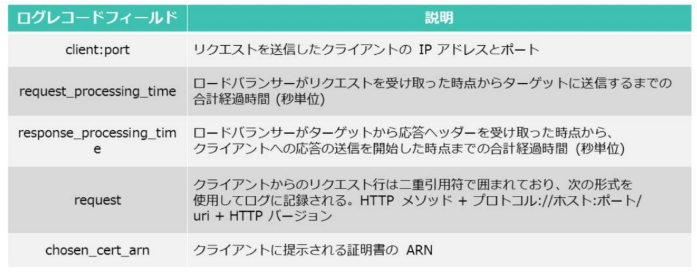 ログレコードフィールド
説明
client:port
リクエストを送信したクライアントの IP アドレスとポート
request_processing_time
ロードバランサーがリクエストを受け取った時点からターゲットに送信するまでの
合計経過時間 (秒単位)
response_processing_tim
e
ロードバランサーがターゲットから応答ヘッダーを受け取った時点から、
クライアントへの応答の送信を開始した時点までの合計経過時間 (秒単位)
request
クライアントからのリクエスト行は二重引用符で囲まれており、次の形式を
使用してログに記録される。HTTP メソッド + プロトコル://ホスト:ポート/
uri + HTTP バージョン
chosen_cert_arn
クライアントに提示される証明書の ARN